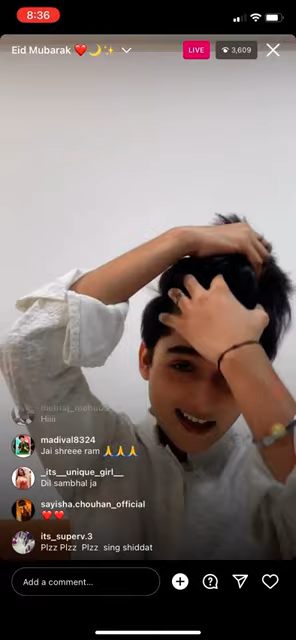 8:36
Eid Mubarak ❤️🌙✨
LIVE
3,609
Hiiii
madival8324
Jai shreee ram 🙏🙏🙏
_its__unique_girl__
Dil sambhal ja
sayisha.chouhan_official
❤️❤️
its_superv.3
Plzz Plzz Plzz sing shiddat
Add a comment...